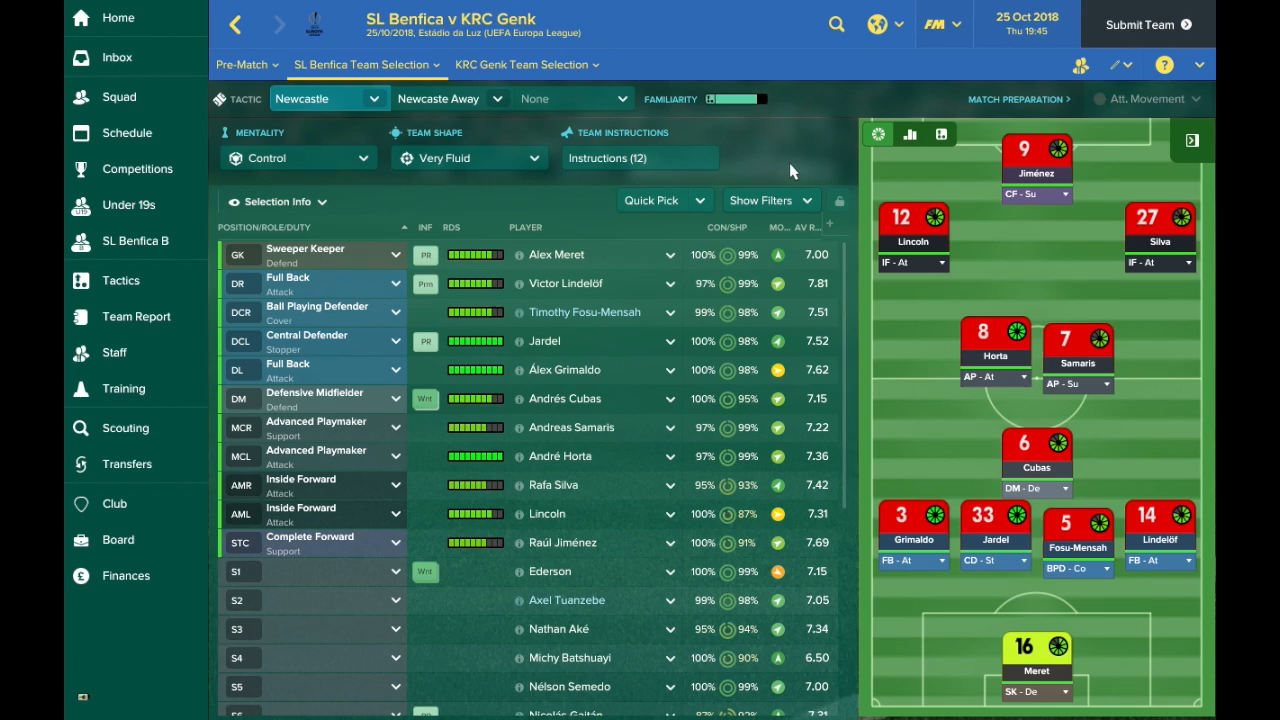 Home
Inbox
Squad
Schedule
Competitions
U19
Under 19s
B
SL Benfica B
Tactics
Team Report
Staff
Training
Scouting
Transfers
Club
Board
£ Finances
SL Benfica v KRC Genk
25/10/2018, Estádio da Luz (UEFA Europa League)
FM
25 Oct 2018
Thu 19:45
Submit Team
Pre-Match
SL Benfica Team Selection
KRC Genk Team Selection
?
TACTIC
Newcastle
Newcaste Away
None
FAMILIARITY
MATCH PREPARATION >
Att. Movement
MENTALITY
TEAM SHAPE
TEAM INSTRUCTIONS
Control
Very Fluid
Instructions (12)
Selection Info
Quick Pick
Show Filters
POSITION/ROLE/DUTY INF RDS PLAYER CON/SHP MO... AV R... +
GK Sweeper Keeper Defend PR Alex Meret 100% 99% 7.00
DR Full Back Attack Prm Victor Lindelöf 97% 99% 7.81
DCR Ball Playing Defender Cover Timothy Fosu-Mensah 99% 98% 7.51
DCL Central Defender Stopper PR Jardel 100% 98% 7.52
DL Full Back Attack Álex Grimaldo 100% 98% 7.62
DM Defensive Midfielder Defend Wnt Andrés Cubas 100% 95% 7.15
MCR Advanced Playmaker Support Andreas Samaris 97% 99% 7.22
MCL Advanced Playmaker Attack André Horta 97% 99% 7.36
AMR Inside Forward Attack Rafa Silva 95% 93% 7.42
AML Inside Forward Attack Lincoln 100% 87% 7.31
STC Complete Forward Support Raúl Jiménez 100% 91% 7.69
S1 Wnt Ederson 100% 99% 7.15
S2 Axel Tuanzebe 99% 98% 7.05
S3 Nathan Aké 95% 94% 7.34
S4 Michy Batshuayi 100% 90% 6.50
S5 Nélson Semedo 100% 99% 7.00
Nicolás Gaitán
9
Jiménez
CF - Su
12 27
Lincoln Silva
IF - At IF - At
8 7
Horta Samaris
AP - At AP - Su
6
Cubas
DM - De
3 33 5 14
Grimaldo Jardel Fosu-Mensah Lindelöf
FB - At CD - St BPD - Co FB - At
16
Meret
SK - De